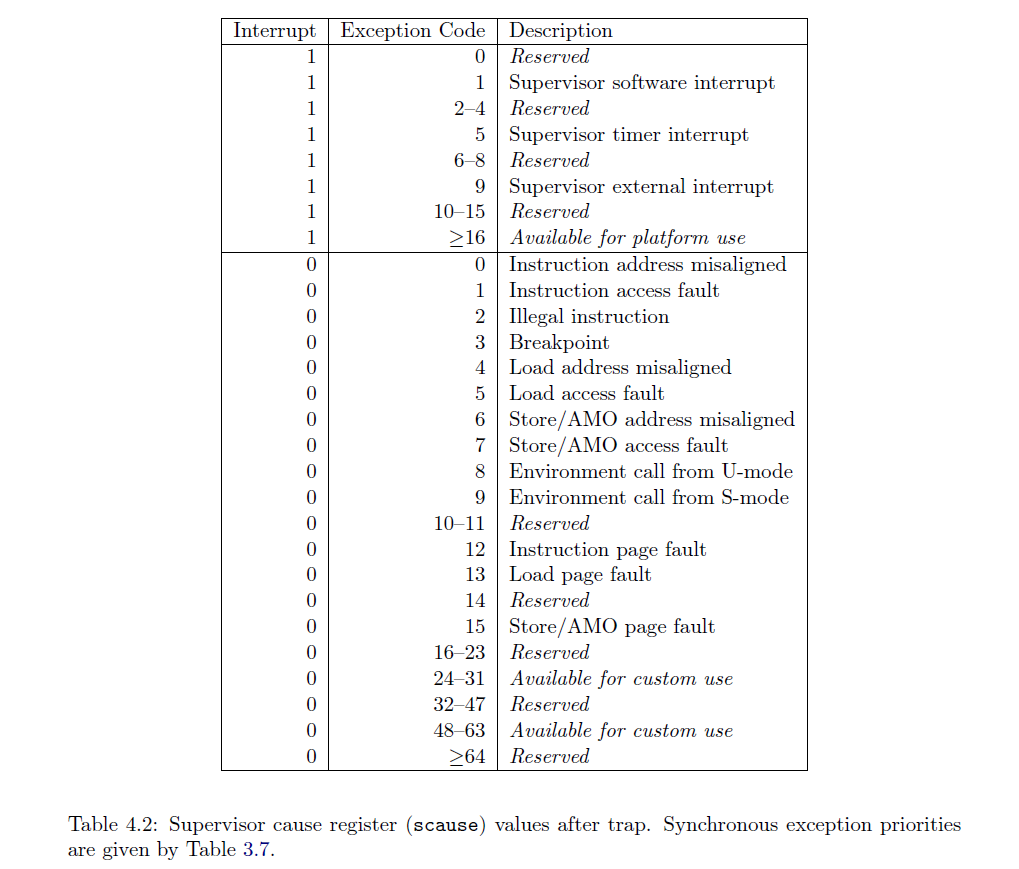 Interrupt Exception Code Description
1 0 Reserved
1 1 Supervisor software interrupt
1 2–4 Reserved
1 5 Supervisor timer interrupt
1 6–8 Reserved
1 9 Supervisor external interrupt
1 10–15 Reserved
1 ≥16 Available for platform use
0 0 Instruction address misaligned
0 1 Instruction access fault
0 2 Illegal instruction
0 3 Breakpoint
0 4 Load address misaligned
0 5 Load access fault
0 6 Store/AMO address misaligned
0 7 Store/AMO access fault
0 8 Environment call from U-mode
0 9 Environment call from S-mode
0 10–11 Reserved
0 12 Instruction page fault
0 13 Load page fault
0 14 Reserved
0 15 Store/AMO page fault
0 16–23 Reserved
0 24–31 Available for custom use
0 32–47 Reserved
0 48–63 Available for custom use
0 ≥64 Reserved
Table 4.2: Supervisor cause register (scause) values after trap. Synchronous exception priorities
are given by Table 3.7.